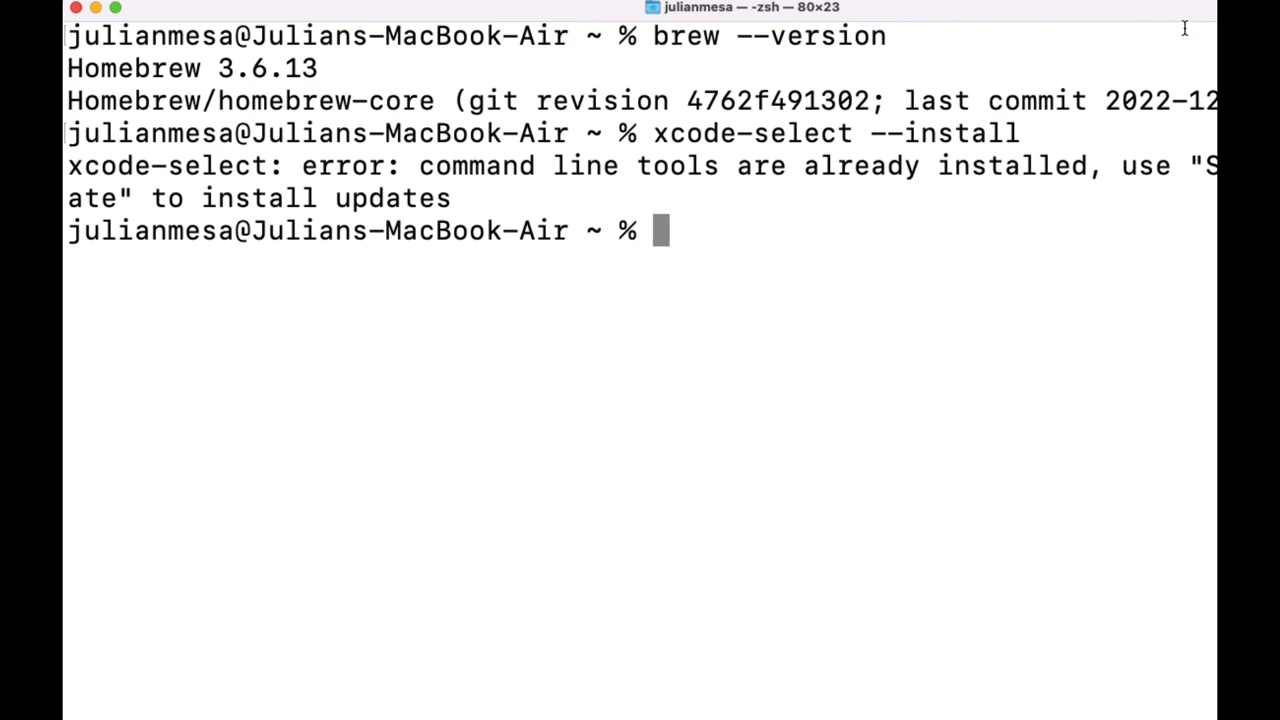 julianmesa — -zsh — 80×23
julianmesa@Julians-MacBook-Air ~ % brew --version
Homebrew 3.6.13
Homebrew/homebrew-core (git revision 4762f491302; last commit 2022-12
julianmesa@Julians-MacBook-Air ~ % xcode-select --install
xcode-select: error: command line tools are already installed, use "S
ate" to install updates
julianmesa@Julians-MacBook-Air ~ %